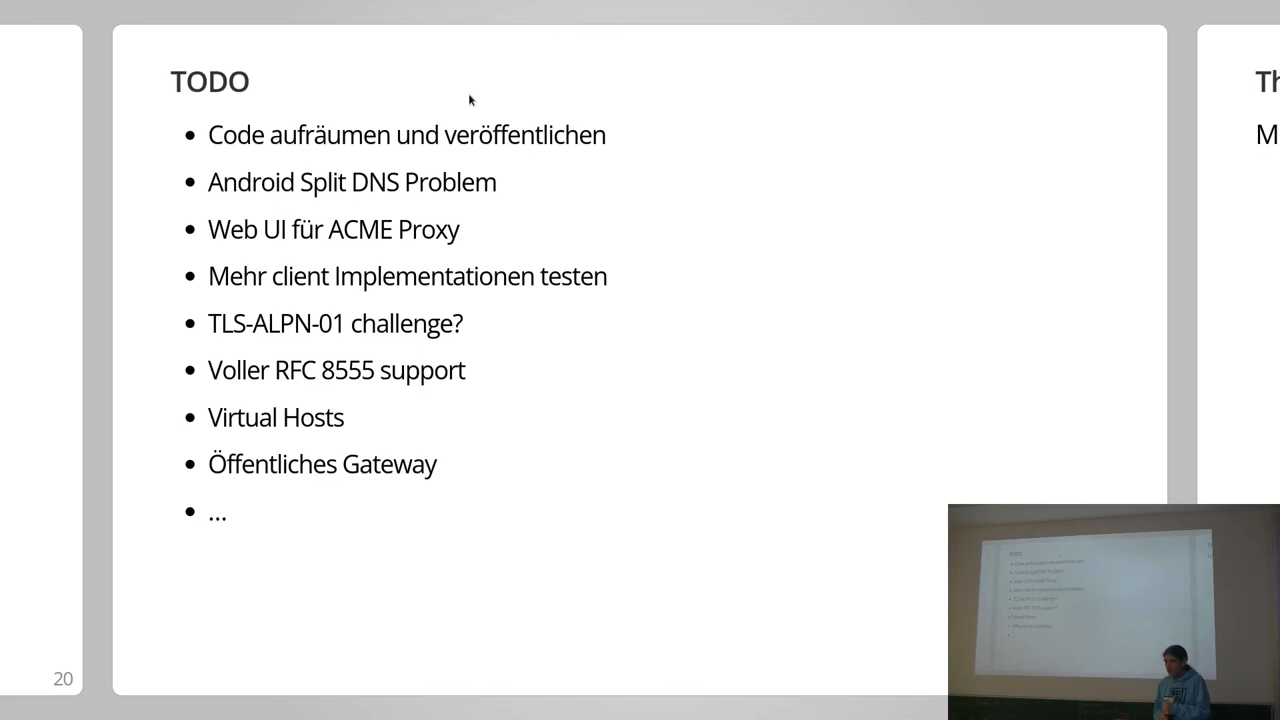 TODO
Code aufräumen und veröffentlichen
Android Split DNS Problem
Web UI für ACME Proxy
Mehr client Implementationen testen
TLS-ALPN-01 challenge?
Voller RFC 8555 support
Virtual Hosts
Öffentliches Gateway
...
20
Th
M